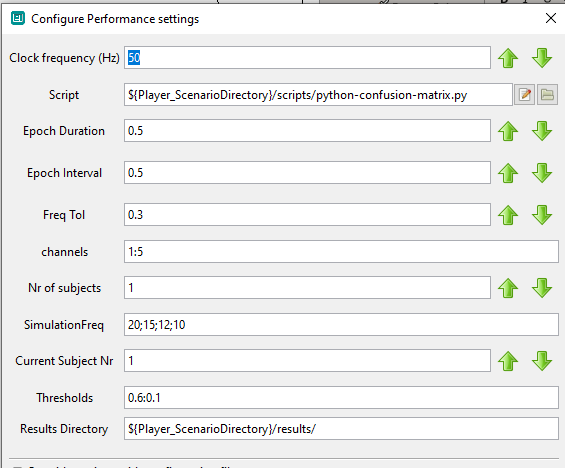 Configure Performance settings
Clock frequency (Hz) 50
Script ${Player_ScenarioDirectory}/scripts/python-confusion-matrix.py
Epoch Duration 0.5
Epoch Interval 0.5
Freq Tol 0.3
channels 1:5
Nr of subjects 1
SimulationFreq 20;15;12;10
Current Subject Nr 1
Thresholds 0.6:0.1
Results Directory ${Player_ScenarioDirectory}/results/